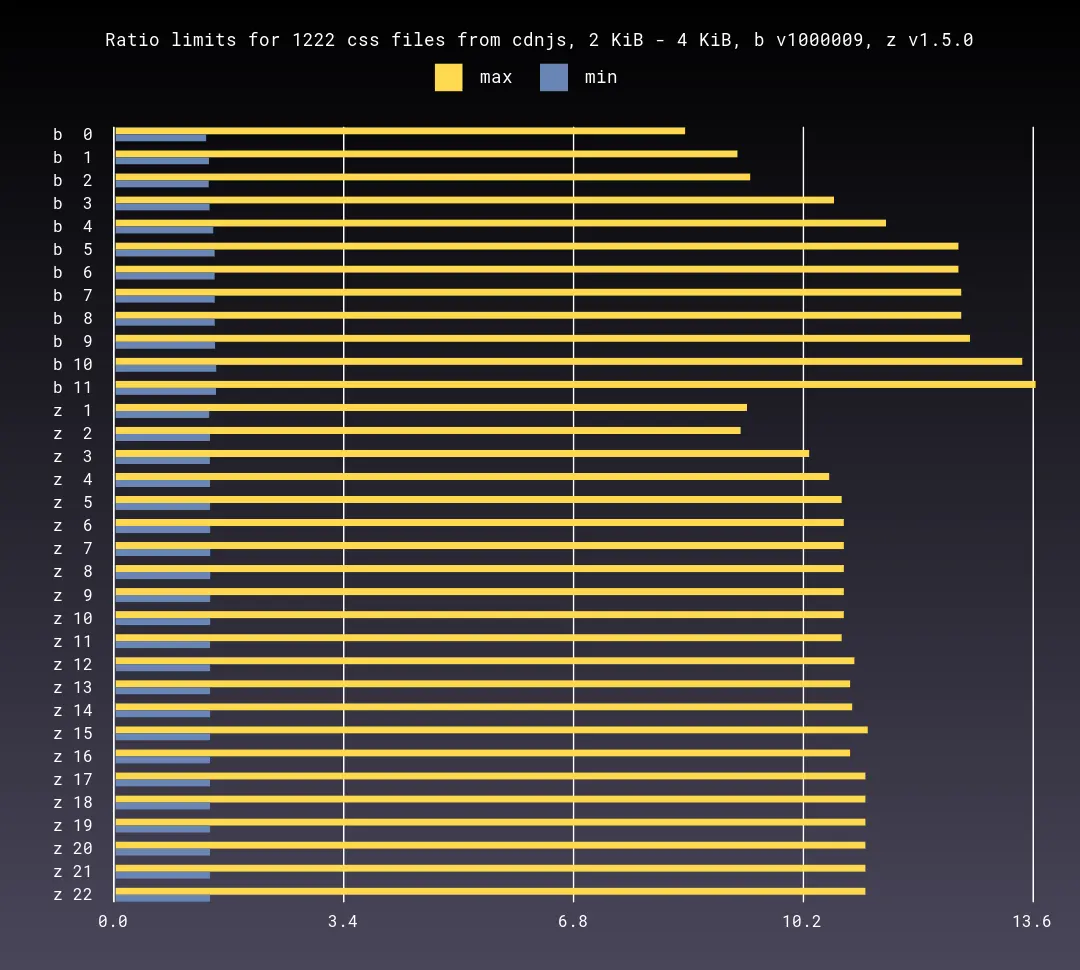 Ratio limits for 1222 css files from cdnjs, 2 KiB - 4 KiB, b v1000009, z v1.5.0
max min
b 0
b 1
b 2
b 3
b 4
b 5
b 6
b 7
b 8
b 9
b 10
b 11
z 1
z 2
z 3
z 4
z 5
z 6
z 7
z 8
z 9
z 10
z 11
z 12
z 13
z 14
z 15
z 16
z 17
z 18
z 19
z 20
z 21
z 22
0.0 3.4 6.8 10.2 13.6